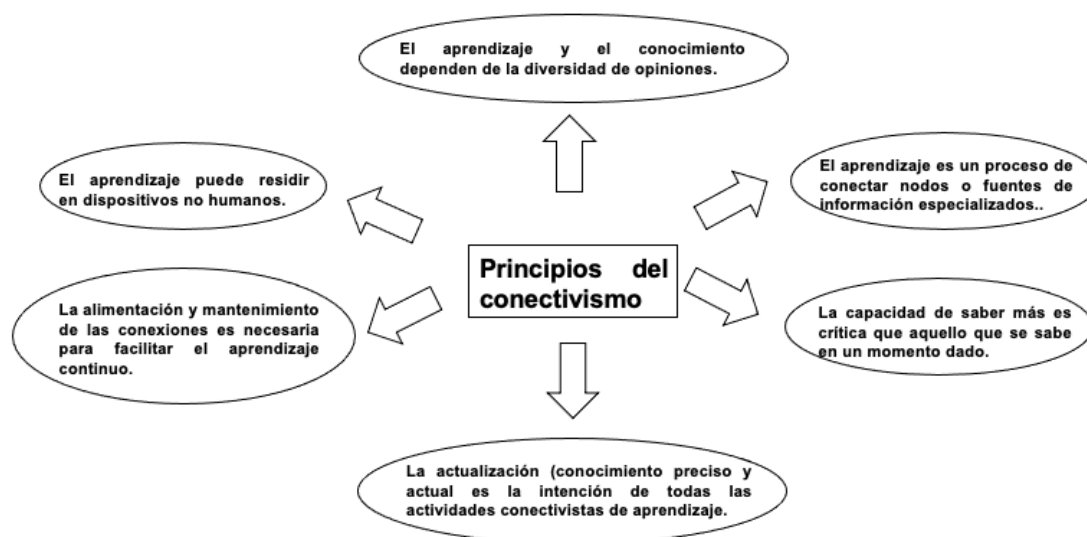 El aprendizaje y el conocimiento
dependen de la diversidad de opiniones.
El aprendizaje puede residir
en dispositivos no humanos.
El aprendizaje es un proceso de
conectar nodos o fuentes de
información especializados..
Principios del
conectivismo
La alimentación y mantenimiento
de las conexiones es necesaria
para facilitar el aprendizaje
continuo.
La capacidad de saber más es
crítica que aquello que se sabe
en un momento dado.
La actualización (conocimiento preciso y
actual es la intención de todas las
actividades conectivistas de aprendizaje.